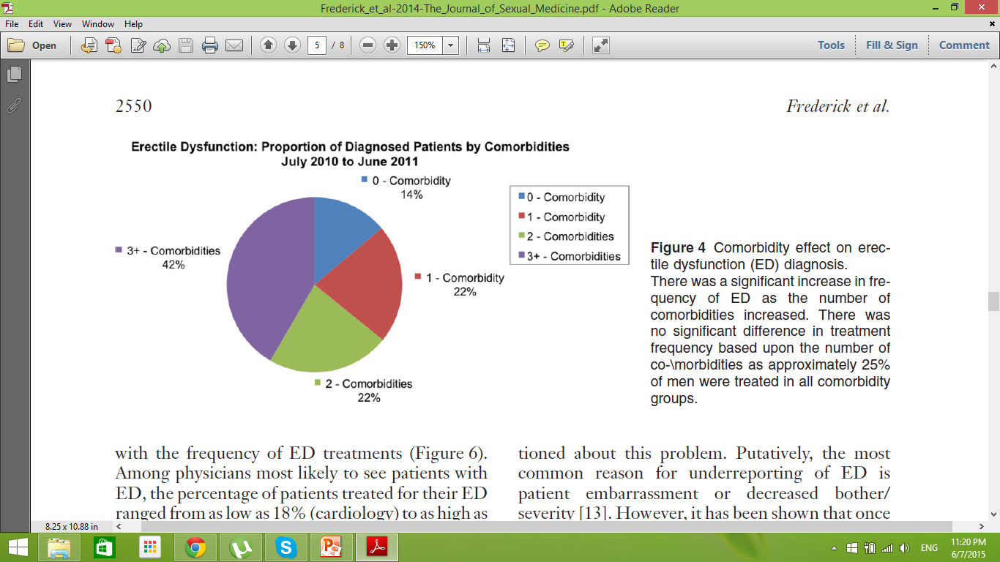 Frederick_et_al-2014-The_Journal_of_Sexual_Medicine.pdf - Adobe Reader
File Edit View Window Help
Open 5 / 8 150% Tools Fill & Sign Comment
2550 Frederick et al.
Erectile Dysfunction: Proportion of Diagnosed Patients by Comorbidities
July 2010 to June 2011
0 - Comorbidity
14%
0 - Comorbidity
1 - Comorbidity
2 - Comorbidities
3+ - Comorbidities
3+ - Comorbidities
42%
1 - Comorbidity
22%
2 - Comorbidities
22%
Figure 4 Comorbidity effect on erec-
tile dysfunction (ED) diagnosis.
There was a significant increase in fre-
quency of ED as the number of
comorbidities increased. There was
no significant difference in treatment
frequency based upon the number of
co-\morbidities as approximately 25%
of men were treated in all comorbidity
groups.
with the frequency of ED treatments (Figure 6).
Among physicians most likely to see patients with
ED, the percentage of patients treated for their ED
ranged from as low as 18% (cardiology) to as high as
tioned about this problem. Putatively, the most
common reason for underreporting of ED is
patient embarrassment or decreased bother/
severity [13]. However, it has been shown that once
8.25 x 10.88 in
ENG
11:20 PM
6/7/2015